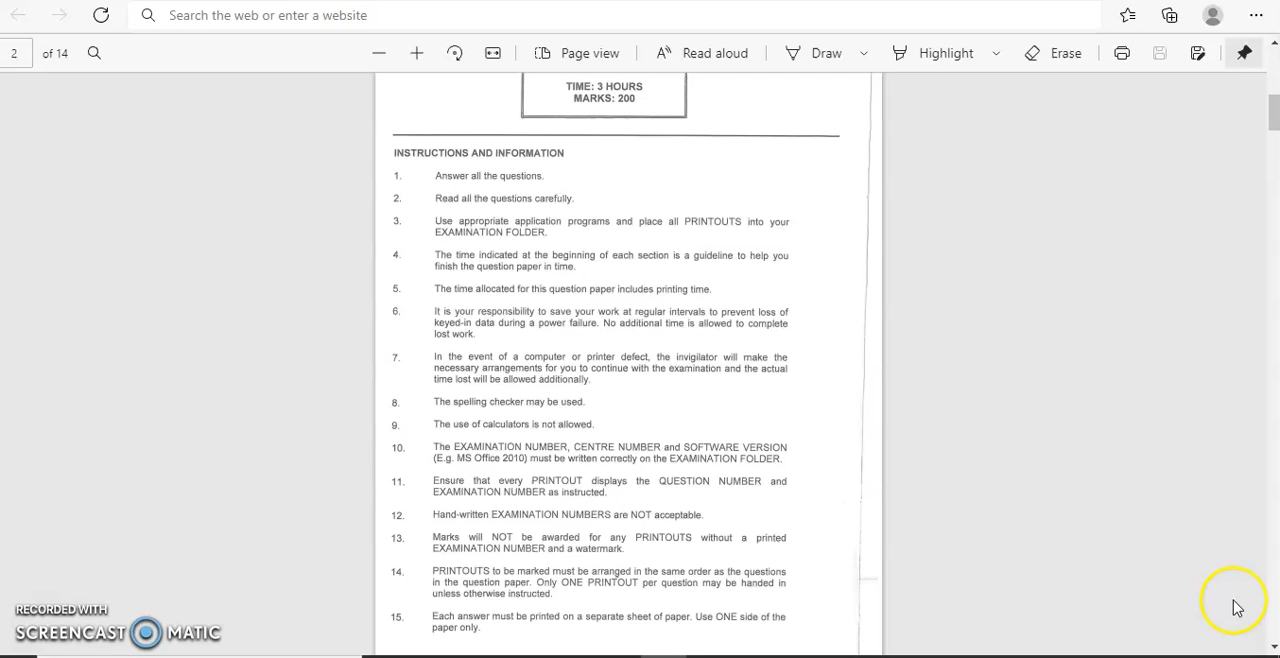 Search the web or enter a website
2 of 14
Page view
Read aloud
Draw
Highlight
Erase
TIME: 3 HOURS
MARKS: 200
INSTRUCTIONS AND INFORMATION
1. Answer all the questions.
2. Read all the questions carefully.
3. Use appropriate application programs and place all PRINTOUTS into your
EXAMINATION FOLDER.
4. The time indicated at the beginning of each section is a guideline to help you
finish the question paper in time.
5. The time allocated for this question paper includes printing time.
6. It is your responsibility to save your work at regular intervals to prevent loss of
keyed-in data during a power failure. No additional time is allowed to complete
lost work.
7. In the event of a computer or printer defect, the invigilator will make the
necessary arrangements for you to continue with the examination and the actual
time lost will be allowed additionally.
8. The spelling checker may be used.
9. The use of calculators is not allowed.
10. The EXAMINATION NUMBER, CENTRE NUMBER and SOFTWARE VERSION
(E.g. MS Office 2010) must be written correctly on the EXAMINATION FOLDER.
11. Ensure that every PRINTOUT displays the QUESTION NUMBER and
EXAMINATION NUMBER as instructed.
12. Hand-written EXAMINATION NUMBERS are NOT acceptable.
13. Marks will NOT be awarded for any PRINTOUTS without a printed
EXAMINATION NUMBER and a watermark.
14. PRINTOUTS to be marked must be arranged in the same order as the questions
in the question paper. Only ONE PRINTOUT per question may be handed in
unless otherwise instructed.
15. Each answer must be printed on a separate sheet of paper. Use ONE side of the
paper only.
RECORDED WITH
SCREENCAST MATIC